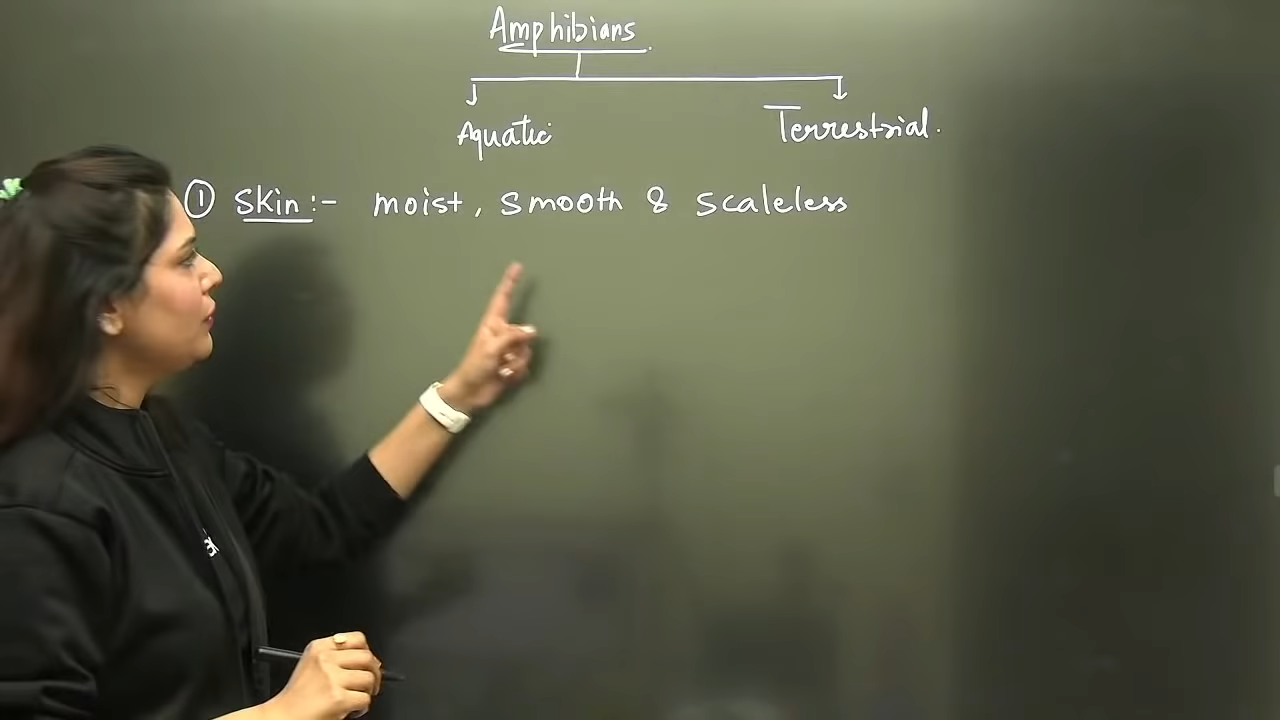 Amphibians.
Aquatic
Terrestrial.
① Skin :- moist, smooth & scaleless